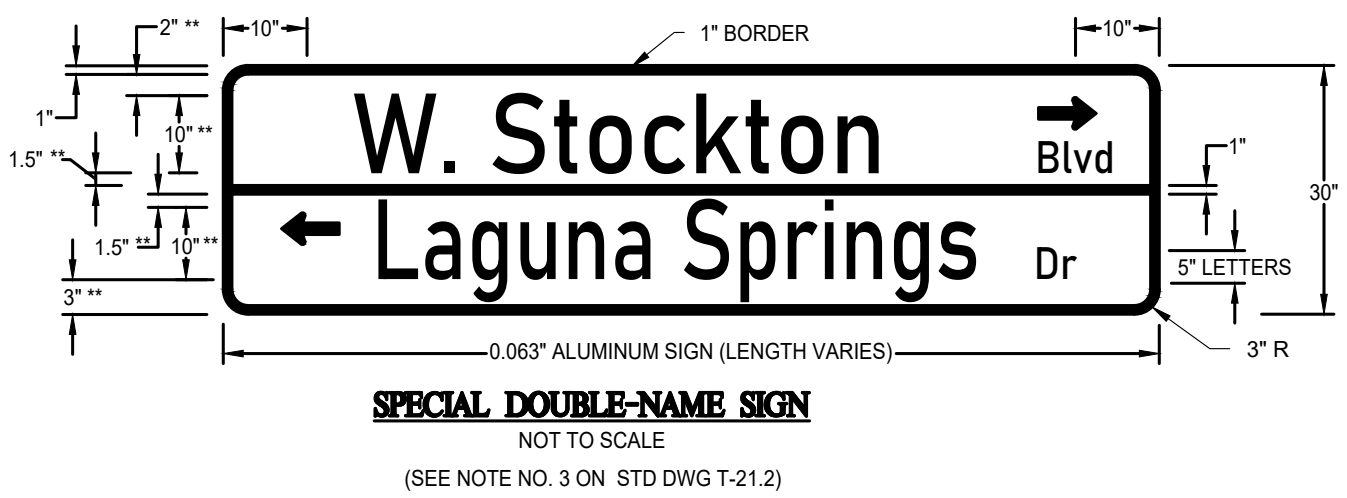 2" **
10"
1" BORDER
10"
1"
10" **
1.5" **
W. Stockton
Blvd
1"
30"
1.5" **
10" **
Laguna Springs
Dr
5" LETTERS
3" **
0.063" ALUMINUM SIGN (LENGTH VARIES)
3" R
SPECIAL DOUBLE-NAME SIGN
NOT TO SCALE
(SEE NOTE NO. 3 ON STD DWG T-21.2)